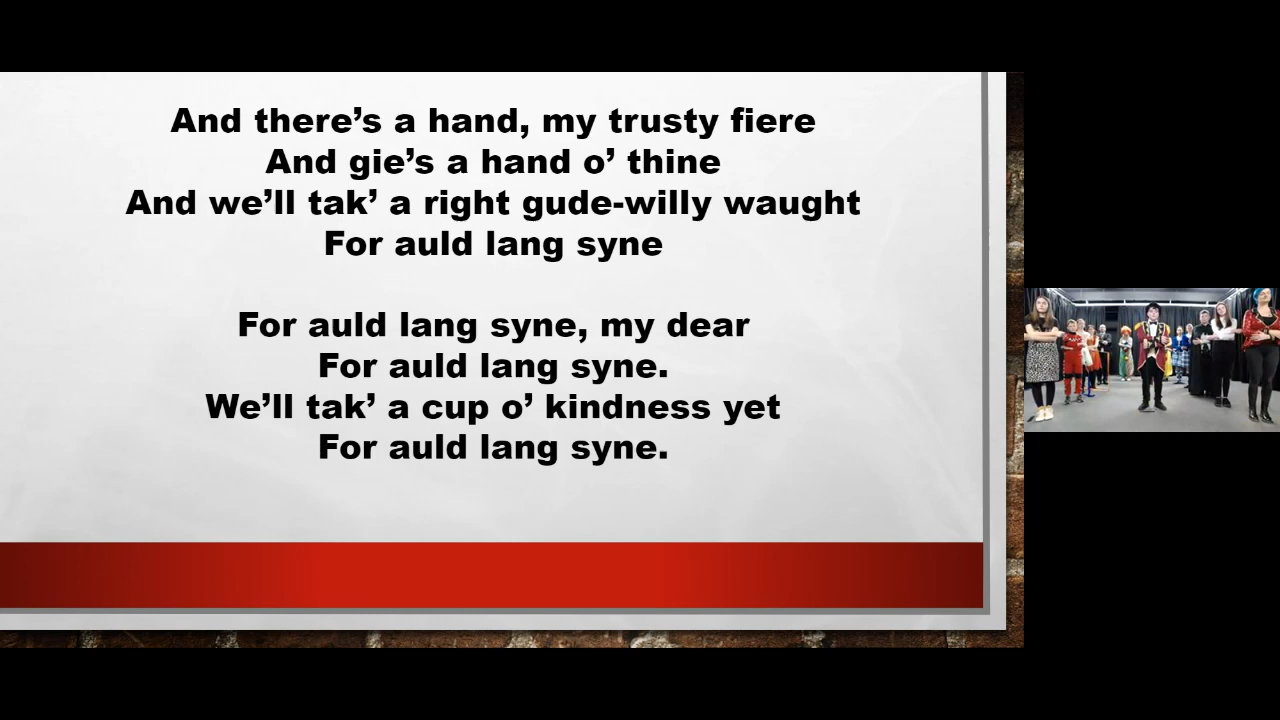 And there’s a hand, my trusty fiere
And gie’s a hand o’ thine
And we’ll tak’ a right gude-willy waught
For auld lang syne
For auld lang syne, my dear
For auld lang syne.
We’ll tak’ a cup o’ kindness yet
For auld lang syne.